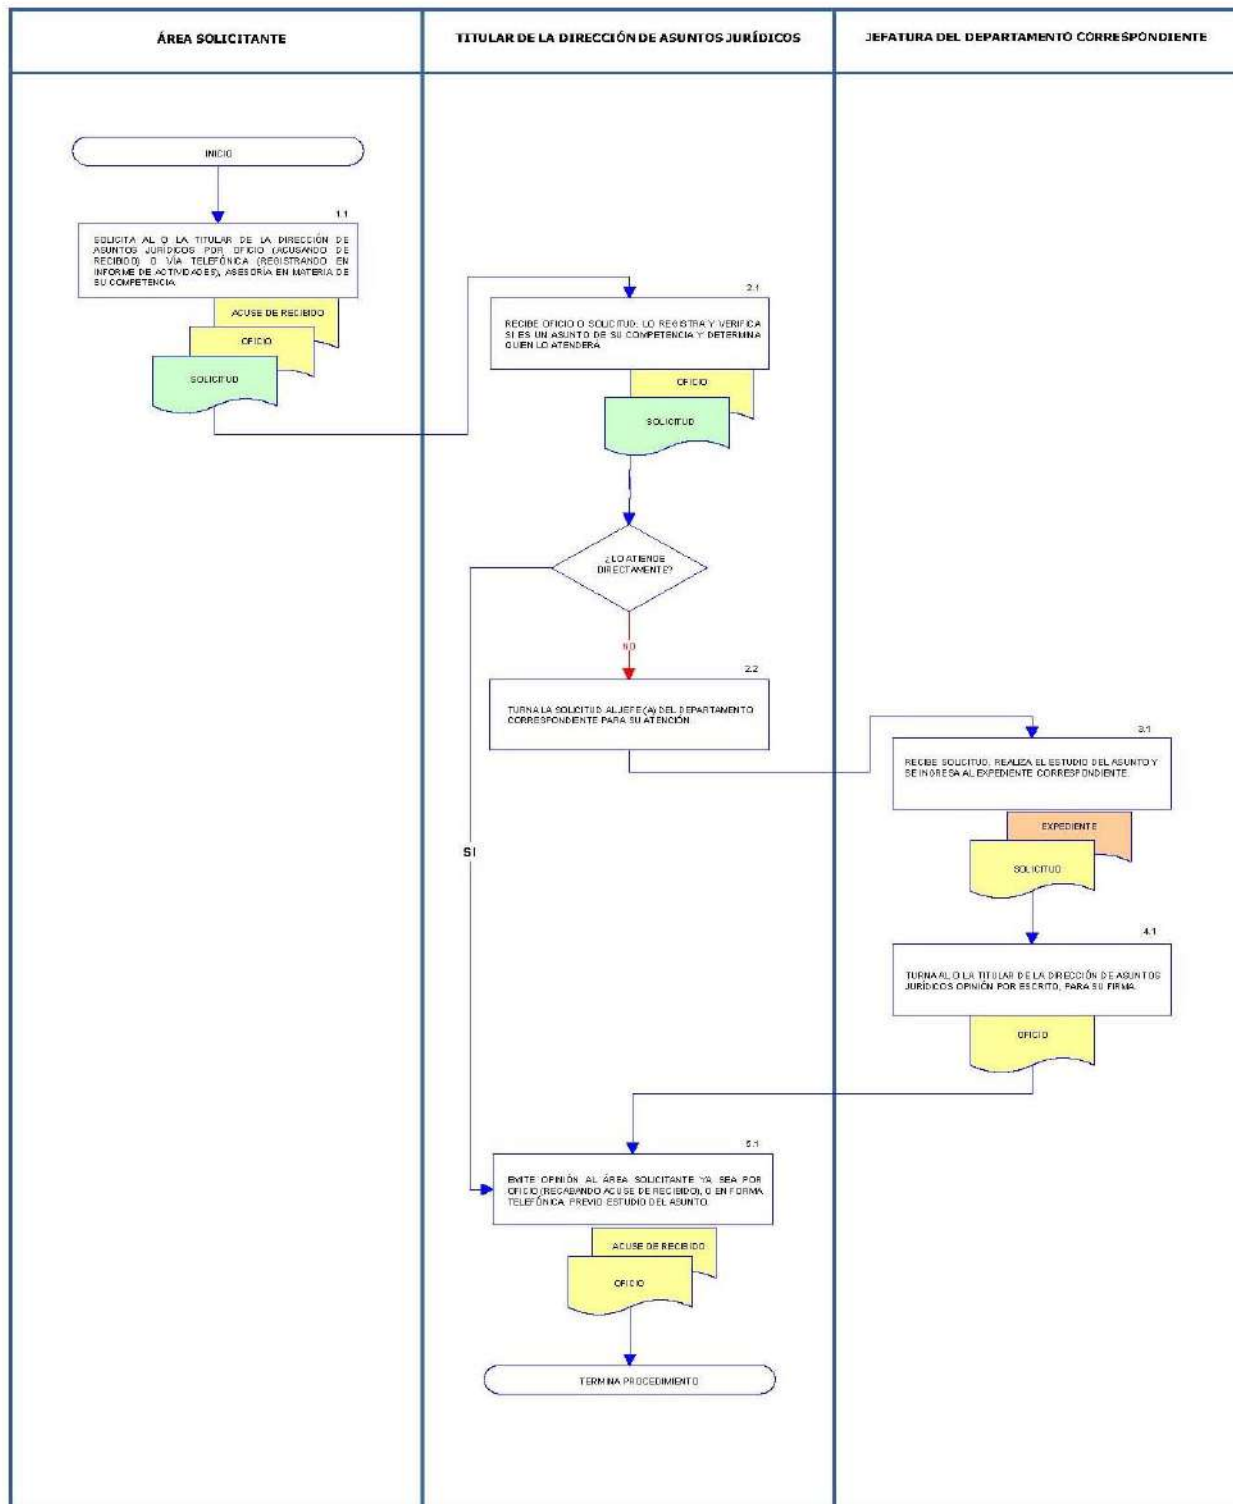 ÁREA SOLICITANTE
TITULAR DE LA DIRECCIÓN DE ASUNTOS JURÍDICOS
JEFATURA DEL DEPARTAMENTO CORRESPONDIENTE
INICIO
1.1
SOLICITA AL O LA TITULAR DE LA DIRECCIÓN DE
ASUNTOS JURÍDICOS POR OFICIO (ACUSANDO DE
RECIBIDO) O VÍA TELEFÓNICA (REGISTRANDO EN
INFORME DE ACTIVIDADES), ASESORÍA EN MATERIA DE
SU COMPETENCIA
ACUSE DE RECIBIDO
OFICIO
SOLICITUD
2.1
RECIBE OFICIO O SOLICITUD, LO REGISTRA Y VERIFICA
SI ES UN ASUNTO DE SU COMPETENCIA Y DETERMINA
QUIEN LO ATENDERÁ
OFICIO
SOLICITUD
¿LO ATIENDE
DIRECTAMENTE?
NO
2.2
TURNA LA SOLICITUD AL JEFE (A) DEL DEPARTAMENTO
CORRESPONDIENTE PARA SU ATENCIÓN
3.1
RECIBE SOLICITUD, REALIZA EL ESTUDIO DEL ASUNTO Y
SE INGRESA AL EXPEDIENTE CORRESPONDIENTE.
EXPEDIENTE
SOLICITUD
SI
4.1
TURNA AL O LA TITULAR DE LA DIRECCIÓN DE ASUNTOS
JURÍDICOS OPINIÓN POR ESCRITO, PARA SU FIRMA.
OFICIO
5.1
EMITE OPINIÓN AL ÁREA SOLICITANTE YA SEA POR
OFICIO (RECABANDO ACUSE DE RECIBIDO), O EN FORMA
TELEFÓNICA PREVIO ESTUDIO DEL ASUNTO.
ACUSE DE RECIBIDO
OFICIO
TERMINA PROCEDIMIENTO